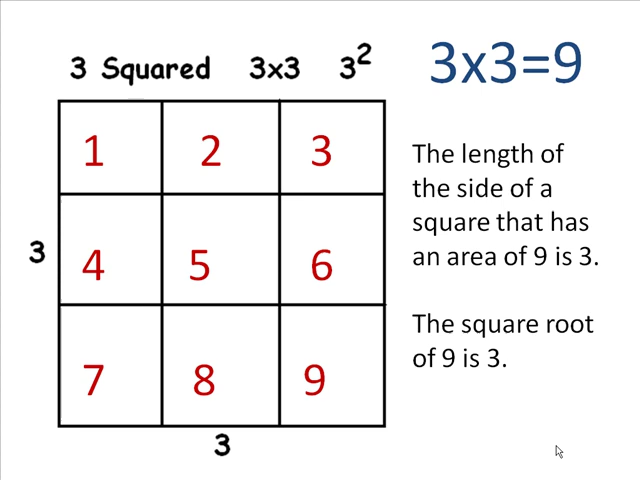 3 Squared 3x3 3²
3x3=9
1 2 3
4 5 6
7 8 9
3
3
The length of
the side of a
square that has
an area of 9 is 3.
The square root
of 9 is 3.